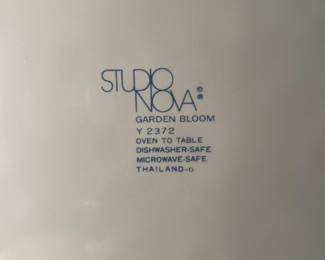 STUDIO
NOVA ©®
GARDEN BLOOM
Y 2372
OVEN TO TABLE
DISHWASHER-SAFE
MICROWAVE-SAFE
THAILAND-D